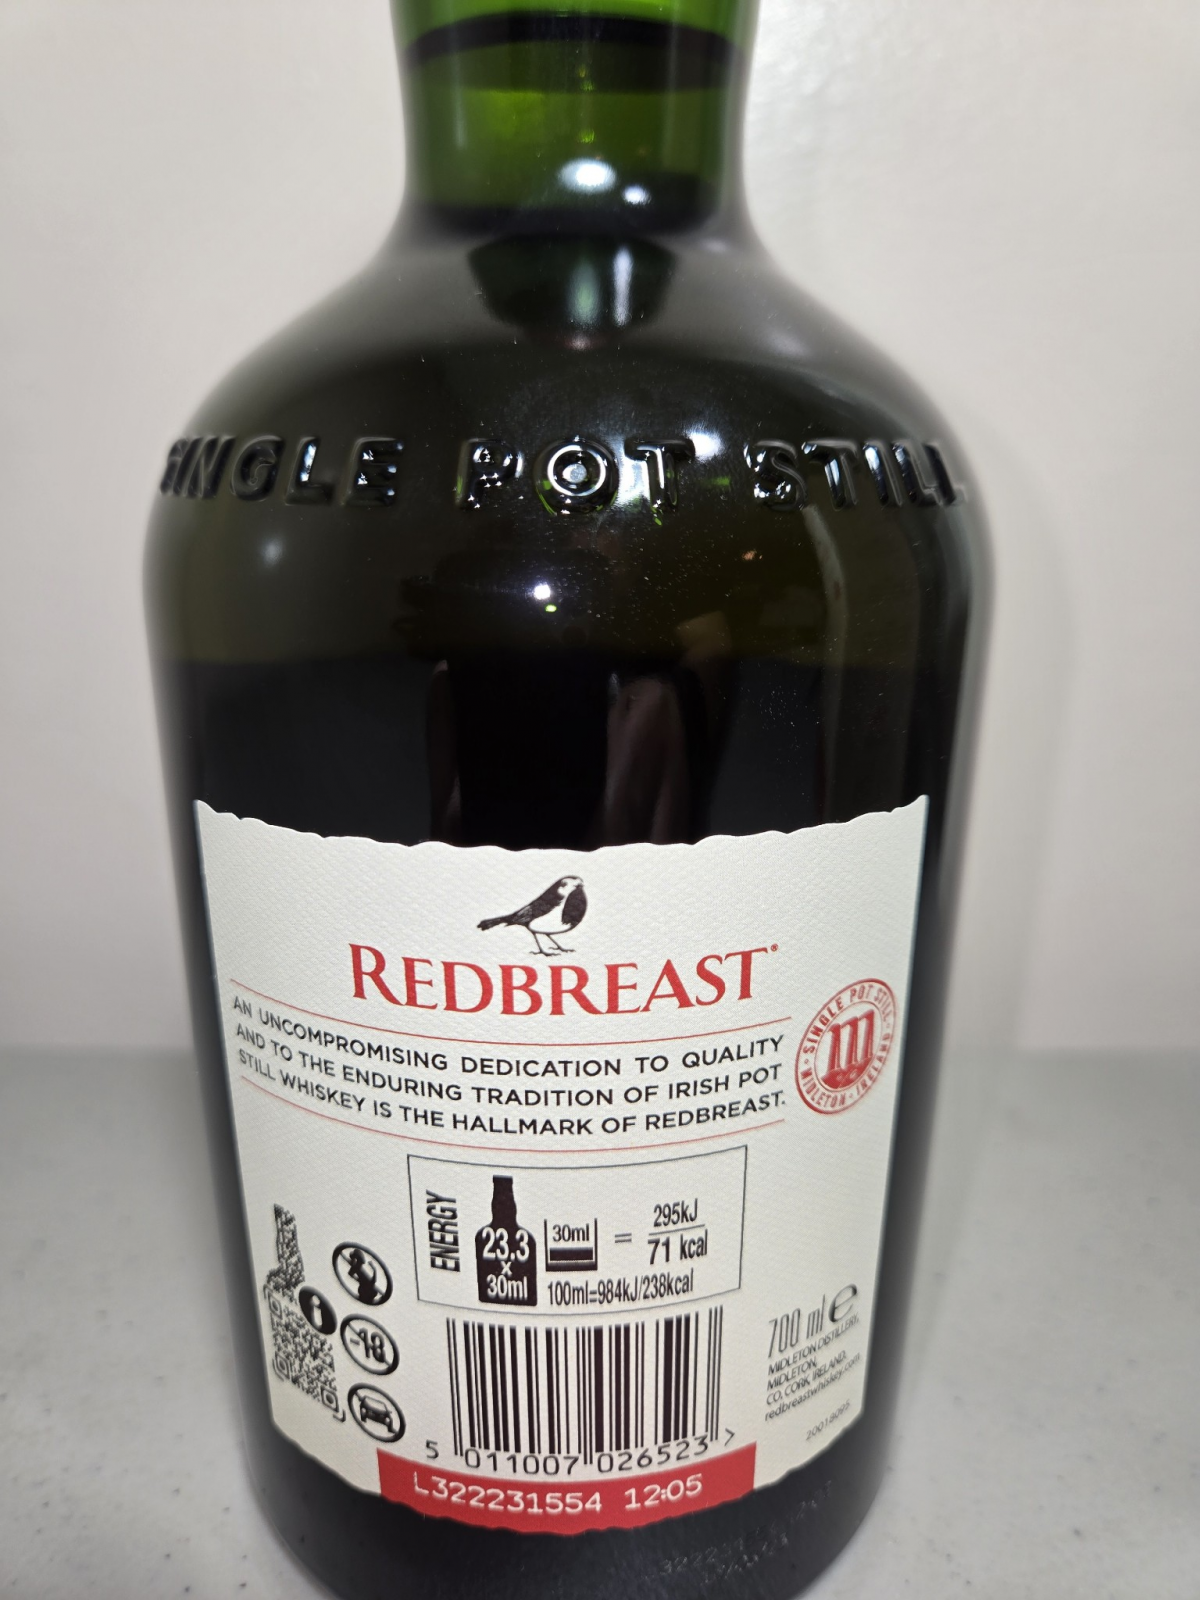 SINGLE POT STILL
REDBREAST®
AN UNCOMPROMISING DEDICATION TO QUALITY
AND TO THE ENDURING TRADITION OF IRISH POT
STILL WHISKEY IS THE HALLMARK OF REDBREAST.
SINGLE POT STILL
MIDLETON · IRELAND
ENERGY
23.3
x
30ml
30ml
=
295kJ
71 kcal
100ml=984kJ/238kcal
i
-18
700 ml e
MIDLETON DISTILLERY,
MIDLETON,
CO. CORK, IRELAND.
redbreastwhiskey.com
5 011007 026523 >
L322231554 12:05